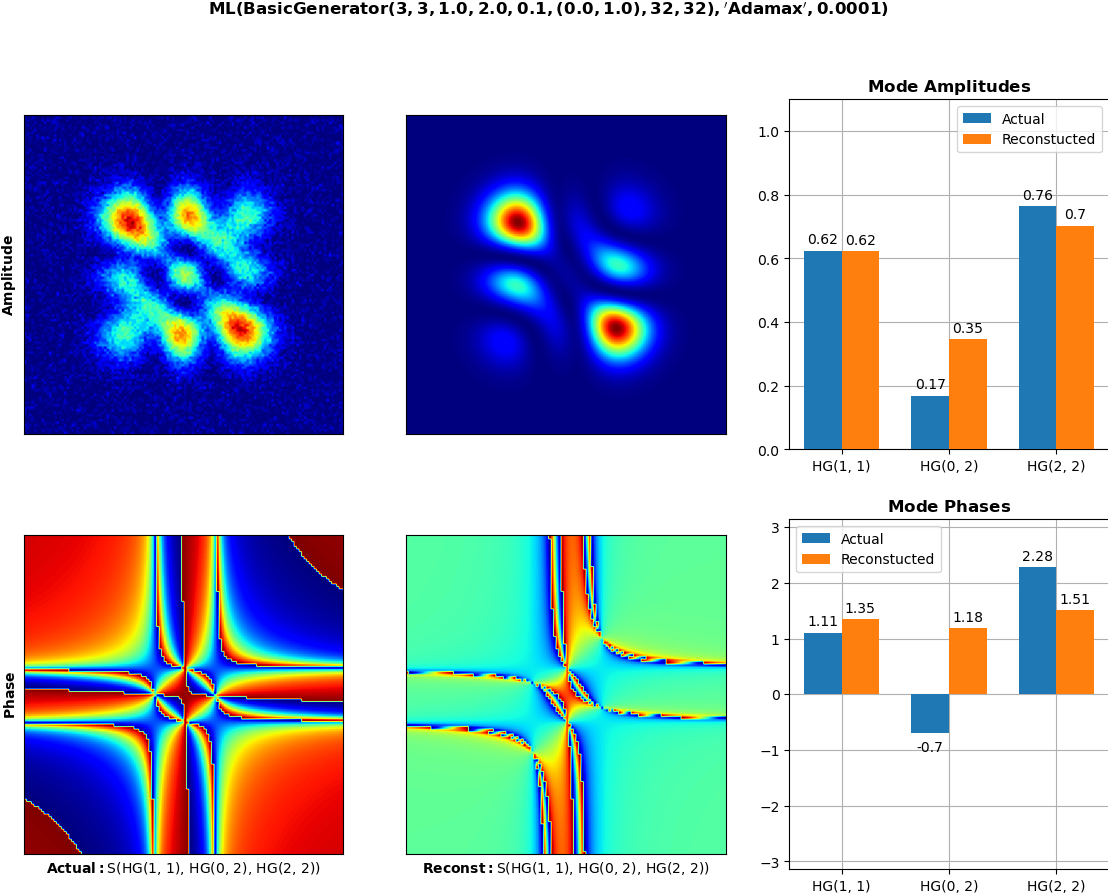 ML(BasicGenerator(3, 3, 1.0, 2.0, 0.1, (0.0, 1.0), 32, 32), ′Adamax′, 0.0001)
Amplitude
Mode Amplitudes
Actual
Reconstucted
1.0
0.8
0.6
0.4
0.2
0.0
0.62
0.62
0.17
0.35
0.76
0.7
HG(1, 1)
HG(0, 2)
HG(2, 2)
Phase
Actual: S(HG(1, 1), HG(0, 2), HG(2, 2))
Reconst: S(HG(1, 1), HG(0, 2), HG(2, 2))
Mode Phases
Actual
Reconstucted
3
2
1
0
−1
−2
−3
1.11
1.35
-0.7
1.18
2.28
1.51
HG(1, 1)
HG(0, 2)
HG(2, 2)